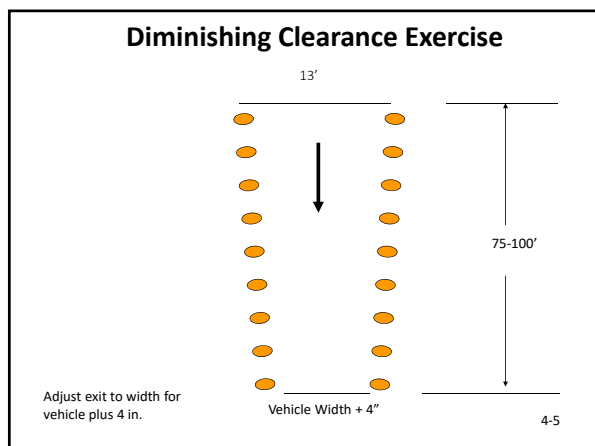 Diminishing Clearance Exercise
13’
75-100’
Adjust exit to width for
vehicle plus 4 in.
Vehicle Width + 4”
4-5